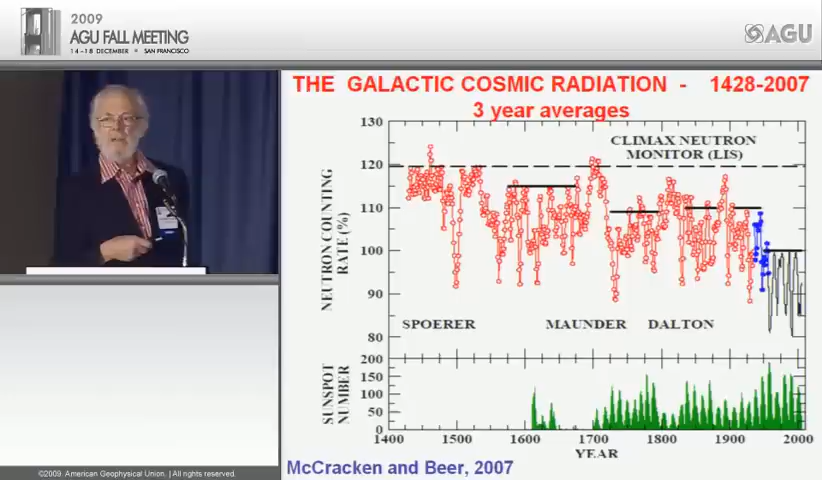 2009
AGU FALL MEETING
14-18 DECEMBER • SAN FRANCISCO
AGU
THE GALACTIC COSMIC RADIATION - 1428-2007
3 year averages
CLIMAX NEUTRON
MONITOR (LIS)
NEUTRON COUNTING
RATE (%)
130
120
110
100
90
80
SPOERER MAUNDER DALTON
SUNSPOT
NUMBER
200
150
100
50
0
1400 1500 1600 1700 1800 1900 2000
YEAR
McCracken and Beer, 2007
©2009. American Geophysical Union. | All rights reserved.